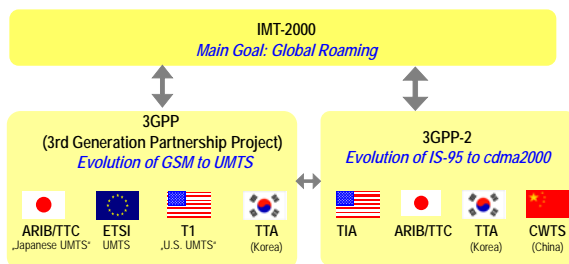 IMT-2000
Main Goal: Global Roaming
3GPP
(3rd Generation Partnership Project)
Evolution of GSM to UMTS
ARIB/TTC
„Japanese UMTS“
ETSI
UMTS
T1
„U.S. UMTS“
TTA
(Korea)
3GPP-2
Evolution of IS-95 to cdma2000
TIA
ARIB/TTC
TTA
(Korea)
CWTS
(China)